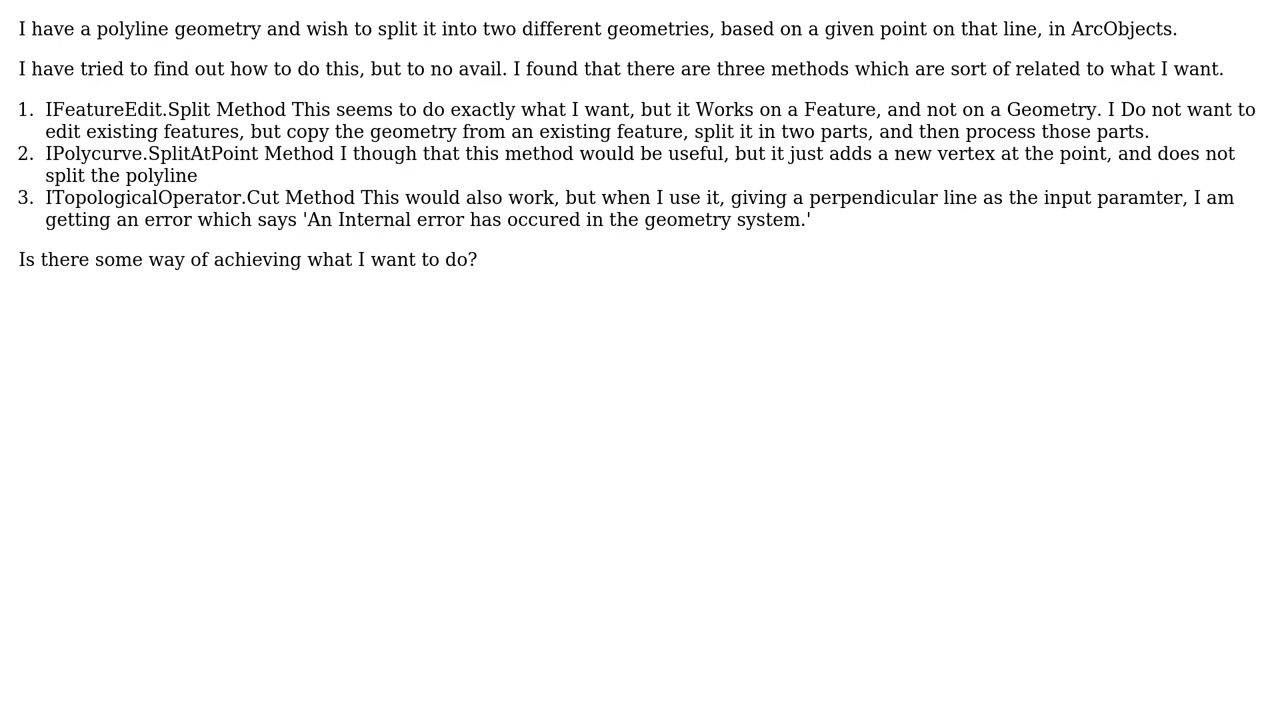 I have a polyline geometry and wish to split it into two different geometries, based on a given point on that line, in ArcObjects.
I have tried to find out how to do this, but to no avail. I found that there are three methods which are sort of related to what I want.
1. IFeatureEdit.Split Method This seems to do exactly what I want, but it Works on a Feature, and not on a Geometry. I Do not want to
edit existing features, but copy the geometry from an existing feature, split it in two parts, and then process those parts.
2. IPolycurve.SplitAtPoint Method I though that this method would be useful, but it just adds a new vertex at the point, and does not
split the polyline
3. ITopologicalOperator.Cut Method This would also work, but when I use it, giving a perpendicular line as the input paramter, I am
getting an error which says 'An Internal error has occured in the geometry system.'
Is there some way of achieving what I want to do?